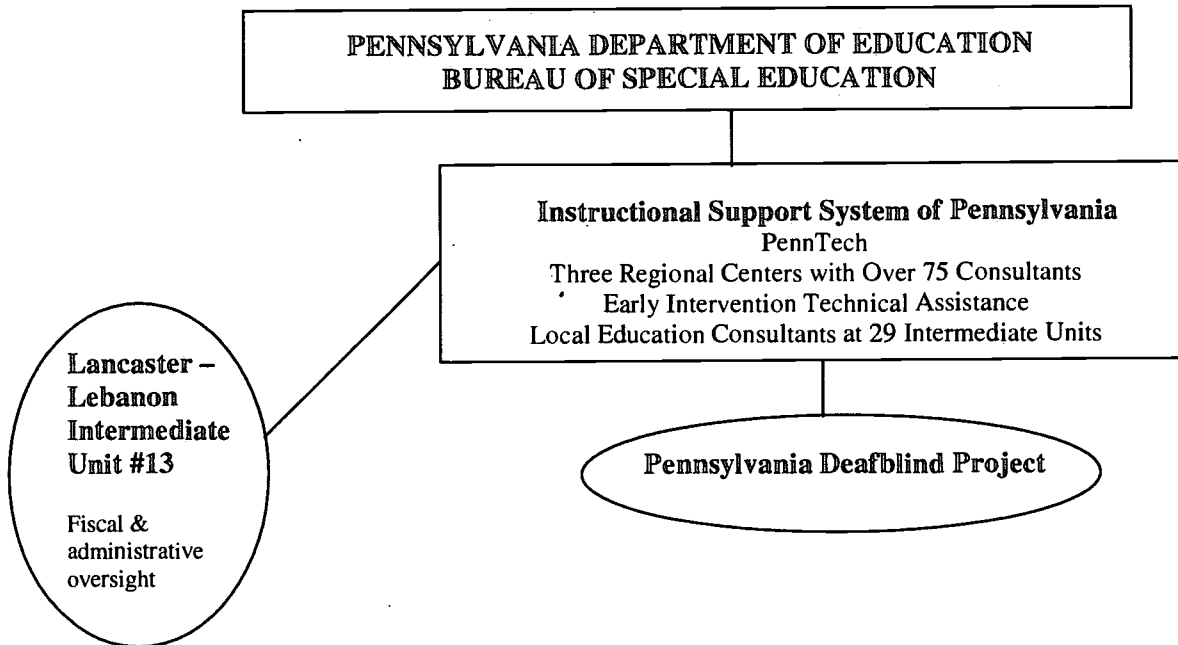 PENNSYLVANIA DEPARTMENT OF EDUCATION
BUREAU OF SPECIAL EDUCATION
Instructional Support System of Pennsylvania
PennTech
Three Regional Centers with Over 75 Consultants
Early Intervention Technical Assistance
Local Education Consultants at 29 Intermediate Units
Lancaster –
Lebanon
Intermediate
Unit #13
Fiscal &
administrative
oversight
Pennsylvania Deafblind Project